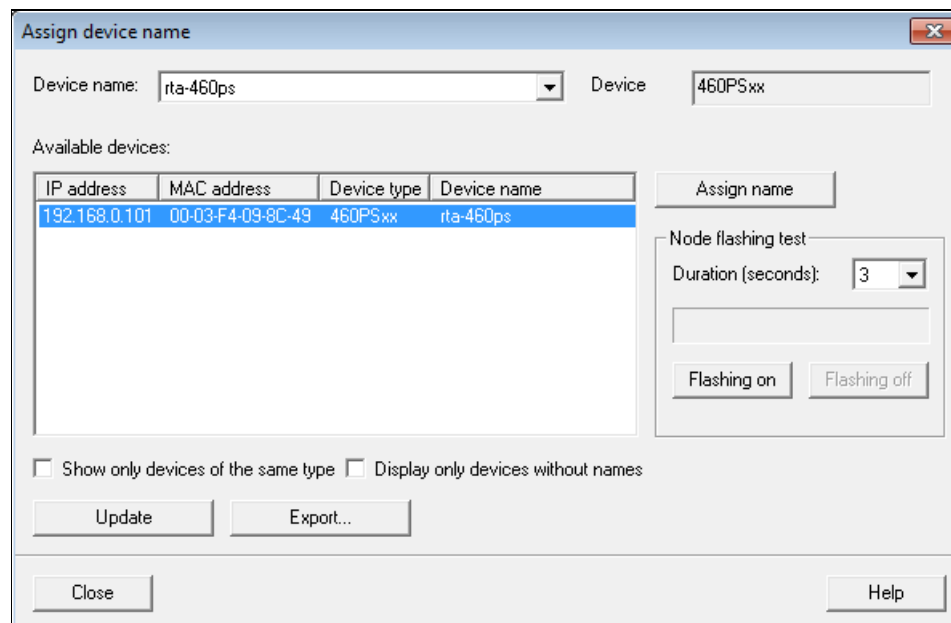 Assign device name
Device name: rta-460ps Device 460PSxx
Available devices:
IP address MAC address Device type Device name
192.168.0.101 00-03-F4-09-8C-49 460PSxx rta-460ps
Assign name
Node flashing test
Duration (seconds): 3
Flashing on Flashing off
Show only devices of the same type Display only devices without names
Update Export...
Close Help